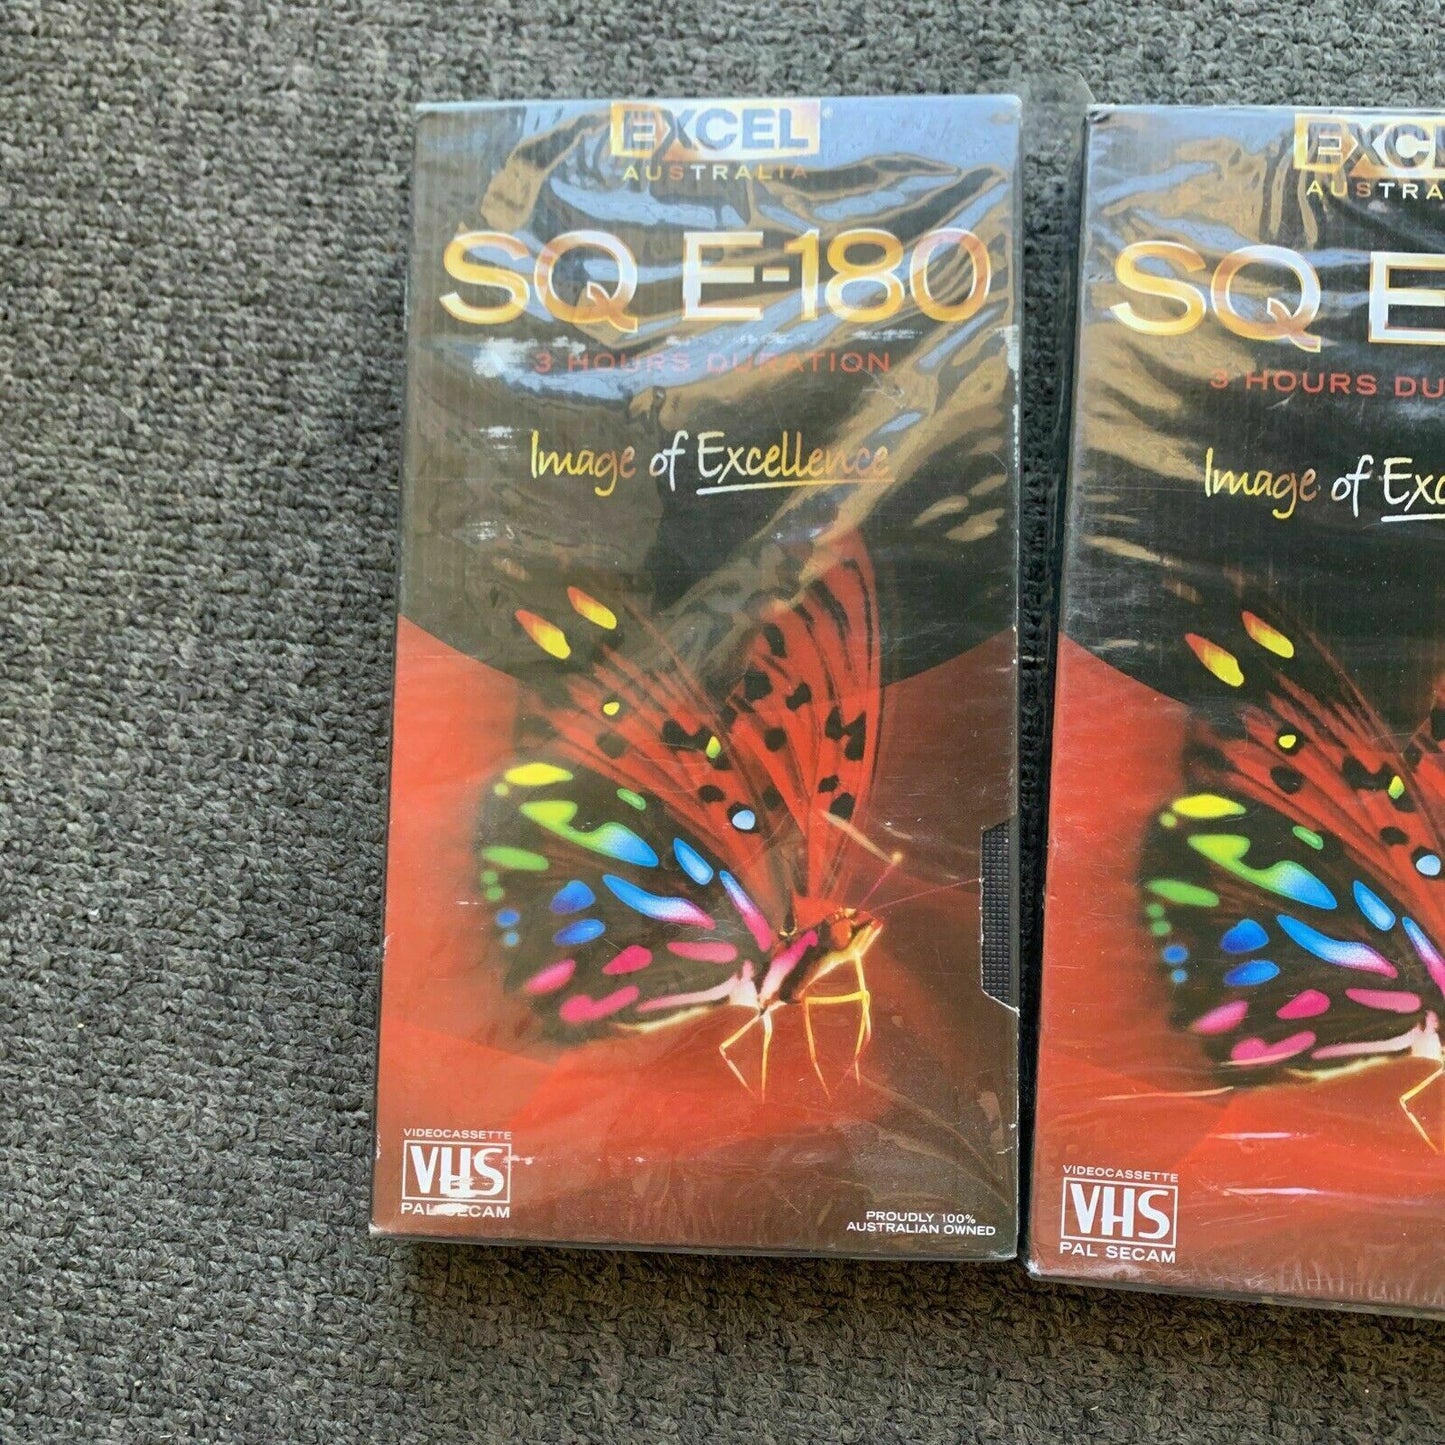 EXCEL
AUSTRALIA
SQ E-180
3 HOURS DURATION
Image of Excellence
VIDEOCASSETTE
VHS
PAL SECAM
PROUDLY 100%
AUSTRALIAN OWNED
EXCE
AUSTRA
SQ E
3 HOURS DU
Image of Exc
VIDEOCASSETTE
VHS
PAL SECAM